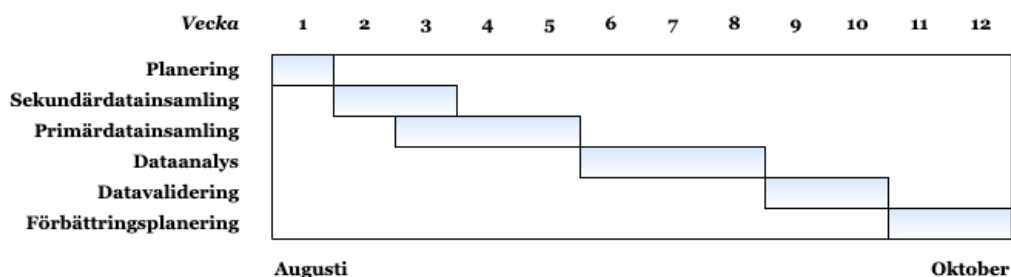 Vecka 1 2 3 4 5 6 7 8 9 10 11 12
Planering
Sekundärdatainsamling
Primärdatainsamling
Dataanalys
Datavalidering
Förbättringsplanering
Augusti Oktober